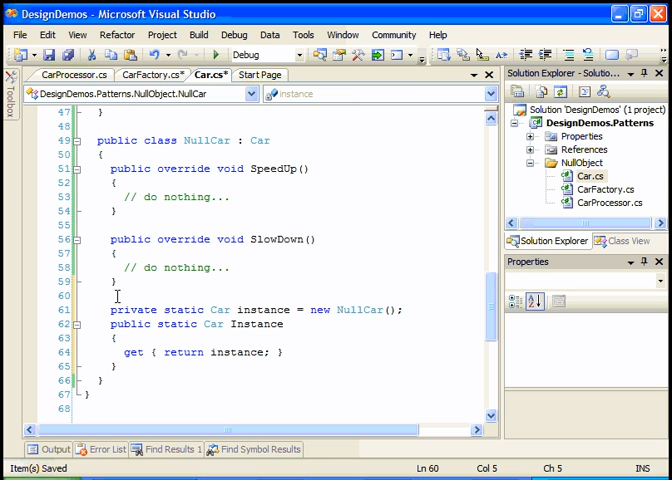 DesignDemos - Microsoft Visual Studio
File Edit View Refactor Project Build Debug Data Tools Window Community Help
Debug
CarProcessor.cs CarFactory.cs* Car.cs* Start Page
DesignDemos.Patterns.NullObject.NullCar instance
Toolbox
47 }
48
49 public class NullCar : Car
50 {
51 public override void SpeedUp()
52 {
53 // do nothing...
54 }
55
56 public override void SlowDown()
57 {
58 // do nothing...
59 }
60
61 private static Car instance = new NullCar();
62 public static Car Instance
63 {
64 get { return instance; }
65 }
66 }
67 }
68
Solution Explorer - Solutio...
Solution 'DesignDemos' (1 project)
DesignDemos.Patterns
Properties
References
NullObject
Car.cs
CarFactory.cs
CarProcessor.cs
Solution Explorer Class View
Properties
Output Error List Find Results 1 Find Symbol Results
Item(s) Saved Ln 60 Col 5 Ch 5 INS